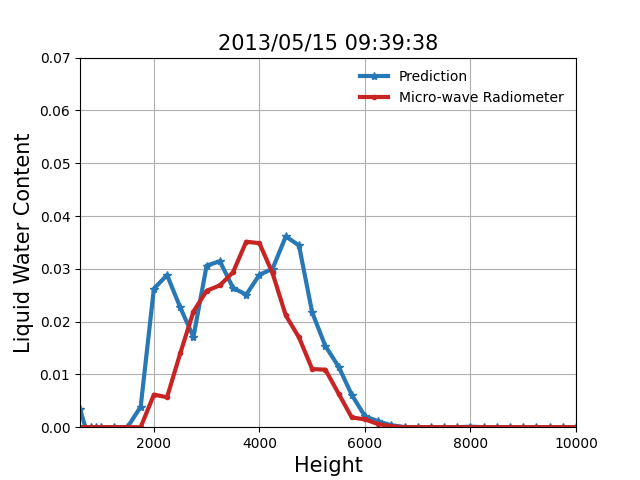 2013/05/15 09:39:38
0.07
0.06
0.05
0.04
0.03
0.02
0.01
0.00
Liquid Water Content
Prediction
Micro-wave Radiometer
2000 4000 6000 8000 10000
Height